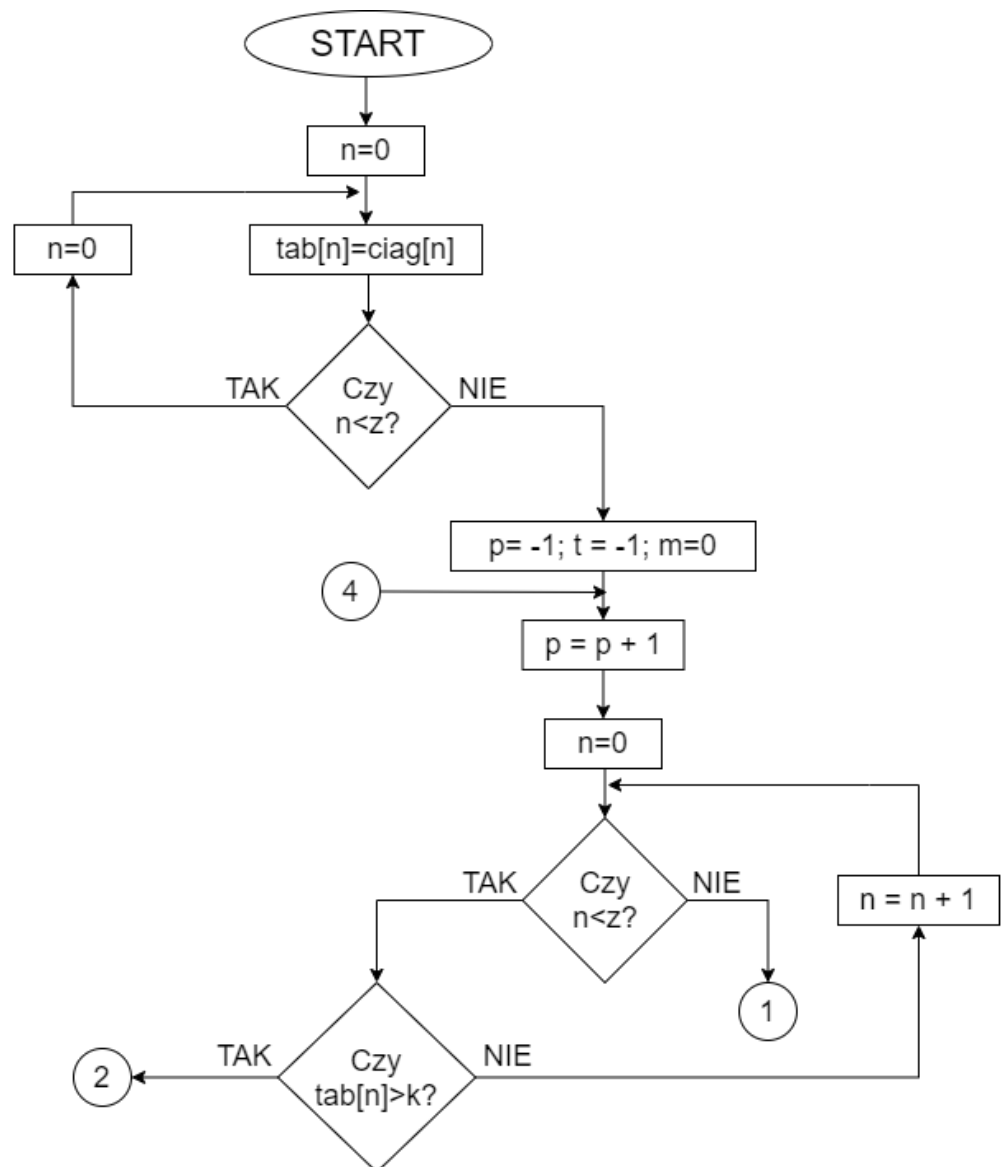 START
n=0
n=0
tab[n]=ciag[n]
TAK
Czy
n<z?
NIE
p= -1; t = -1; m=0
4
p = p + 1
n=0
TAK
Czy
n<z?
NIE
n = n + 1
1
2
TAK
Czy
tab[n]>k?
NIE